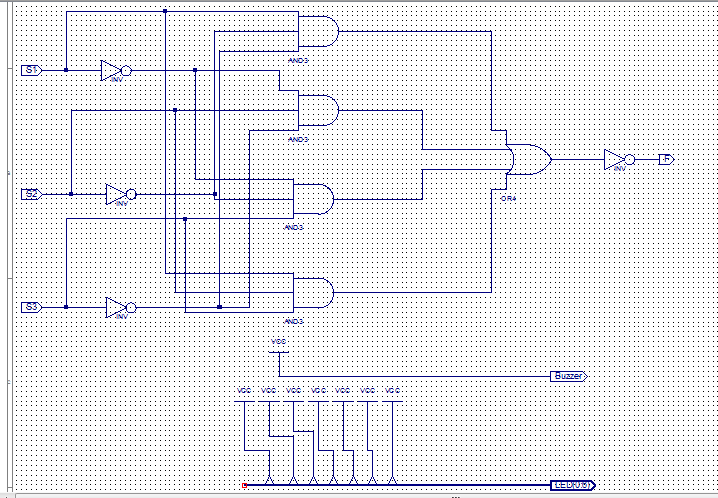 AND3
S1
INV
AND3
F
INV
S2
INV
OR4
AND3
S3
INV
AND3
VCC
Buzzer
VCC VCC VCC VCC VCC VCC VCC
LED(0:6)